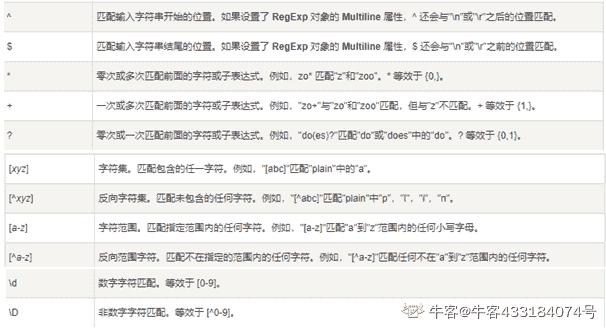 ^ 匹配输入字符串开始的位置。如果设置了 RegExp 对象的 Multiline 属性，^ 还会与"\n"或"\r"之后的位置匹配。
$ 匹配输入字符串结尾的位置。如果设置了 RegExp 对象的 Multiline 属性，$ 还会与"\n"或"\r"之前的位置匹配。
* 零次或多次匹配前面的字符或子表达式。例如，zo* 匹配"z"和"zoo"。* 等效于 {0,}。
+ 一次或多次匹配前面的字符或子表达式。例如，"zo+"与"zo"和"zoo"匹配，但与"z"不匹配。+ 等效于 {1,}。
? 零次或一次匹配前面的字符或子表达式。例如，"do(es)?"匹配"do"或"does"中的"do"。? 等效于 {0,1}。
[xyz] 字符集。匹配包含的任一字符。例如，"[abc]"匹配"plain"中的"a"。
[^xyz] 反向字符集。匹配未包含的任何字符。例如，"[^abc]"匹配"plain"中"p"，"l"，"i"，"n"。
[a-z] 字符范围。匹配指定范围内的任何字符。例如，"[a-z]"匹配"a"到"z"范围内的任何小写字母。
[^a-z] 反向范围字符。匹配不在指定的范围内的任何字符。例如，"[^a-z]"匹配任何不在"a"到"z"范围内的任何字符。
\d 数字字符匹配。等效于 [0-9]。
\D 非数字字符匹配。等效于 [^0-9]。
牛客@牛客433184074号